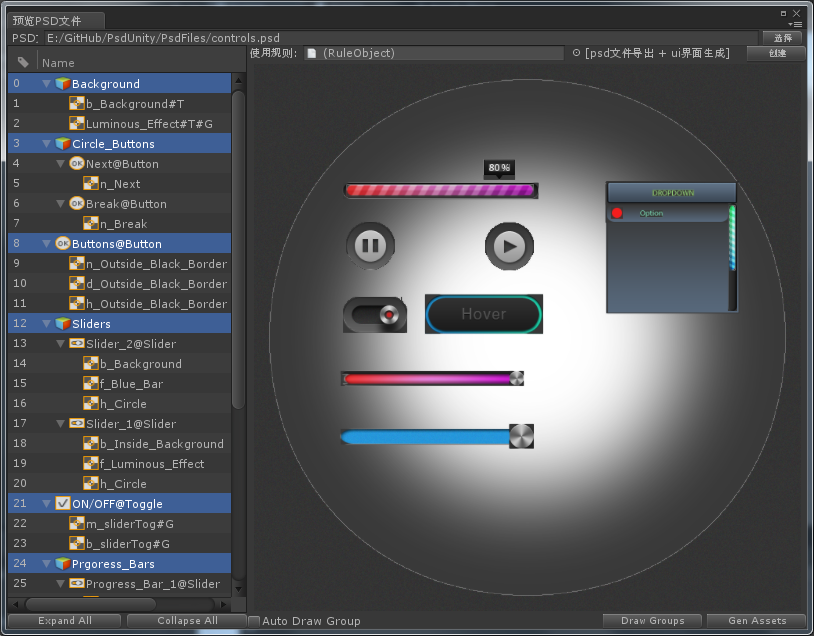 预览PSD文件
PSD: E:/GitHub/PsdUnity/PsdFiles/controls.psd 选择
使用规则: (RuleObject) [psd文件导出 + ui界面生成] 创建
Name
0 Background
1 b_Background#T
2 Luminous_Effect#T#G
3 Circle_Buttons
4 OK Next@Button
5 n_Next
6 OK Break@Button
7 n_Break
8 OK Buttons@Button
9 n_Outside_Black_Border
10 d_Outside_Black_Border
11 h_Outside_Black_Border
12 Sliders
13 Slider_2@Slider
14 b_Background
15 f_Blue_Bar
16 h_Circle
17 Slider_1@Slider
18 b_Inside_Background
19 f_Luminous_Effect
20 h_Circle
21 ON/OFF@Toggle
22 m_sliderTog#G
23 b_sliderTog#G
24 Prgoress_Bars
25 Progress_Bar_1@Slider
80%
DROPDOWN
Option
Hover
Expand All
Collapse All
Auto Draw Group
Draw Groups
Gen Assets